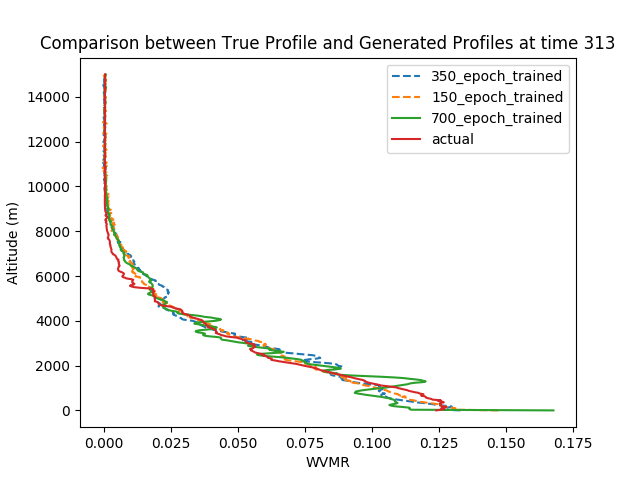 Comparison between True Profile and Generated Profiles at time 313
350_epoch_trained
150_epoch_trained
700_epoch_trained
actual
Altitude (m)
14000
12000
10000
8000
6000
4000
2000
0
0.000 0.025 0.050 0.075 0.100 0.125 0.150 0.175
WVMR